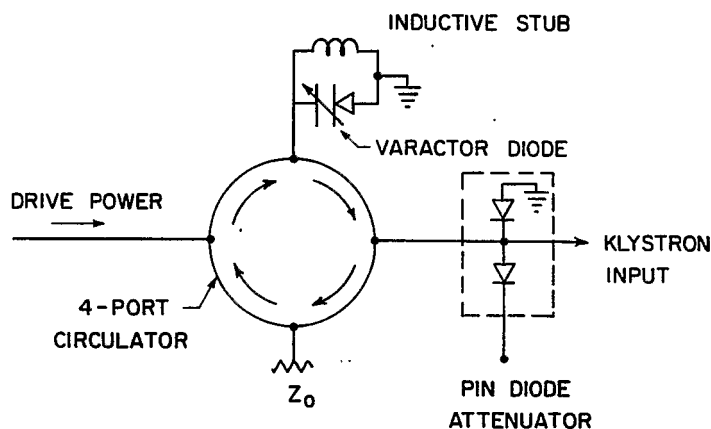 INDUCTIVE STUB
VARACTOR DIODE
DRIVE POWER
KLYSTRON
INPUT
4-PORT
CIRCULATOR
Z₀
PIN DIODE
ATTENUATOR